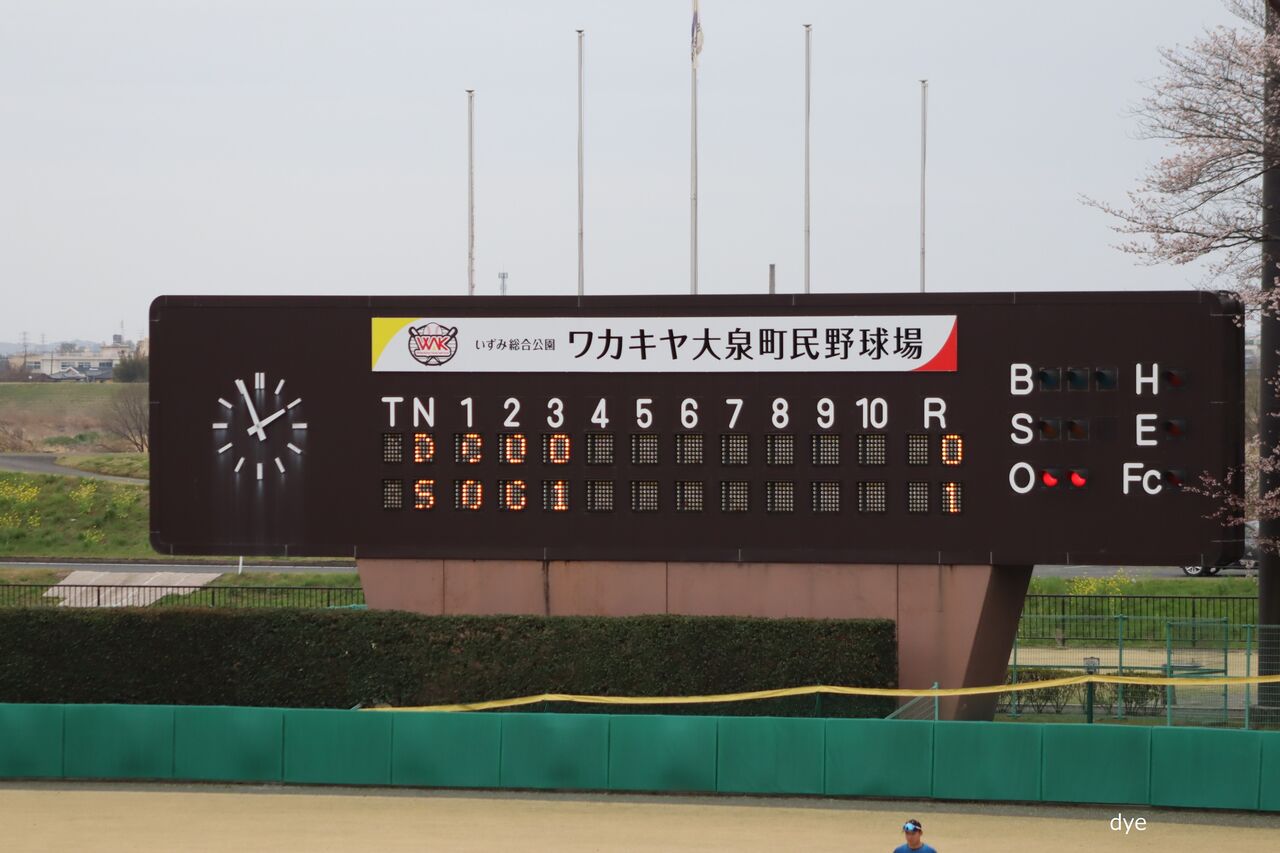 WAK いずみ総合公園 ワカキヤ大泉町民野球場
TN 1 2 3 4 5 6 7 8 9 10 R
D 0 0 0 0
S 0 0 1 1
B H
S E
O Fc
dye